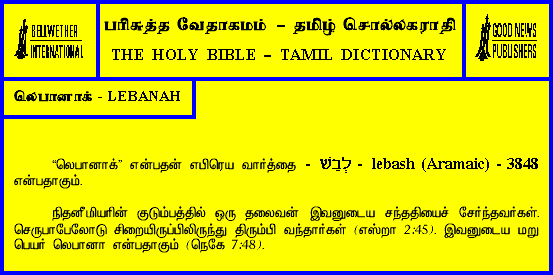 BELLWETHER
INTERNATIONAL
பரிசுத்த வேதாகமம் – தமிழ் சொல்லகராதி
THE HOLY BIBLE – TAMIL DICTIONARY
GOOD NEWS
PUBLISHERS
லெபானாக் - LEBANAH
“லெபானாக்” என்பதன் எபிரெய வார்த்தை - לְבַשׁ - lebash (Aramaic) - 3848
என்பதாகும்.
நிதனீமியரின் குடும்பத்தில் ஒரு தலைவன் இவனுடைய சந்ததியைச் சேர்ந்தவர்கள்.
செருபாபேலோடு சிறையிருப்பிலிருந்து திரும்பி வந்தார்கள் (எஸ்றா 2:45). இவனுடைய மறு
பெயர் லெபானா என்பதாகும் (நெகே 7:48).